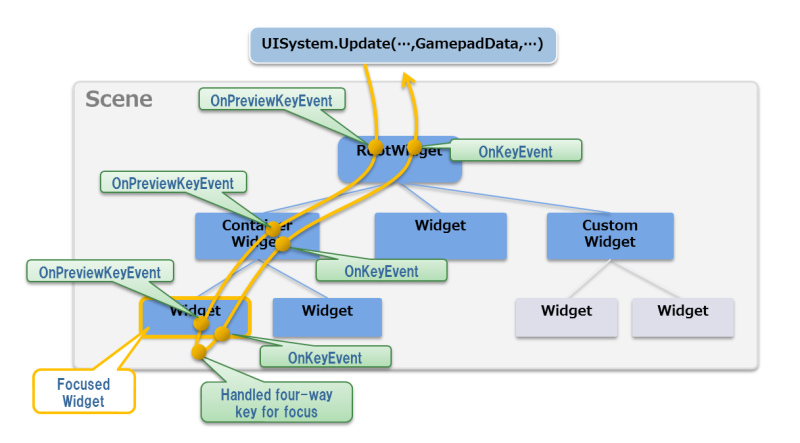 UISystem.Update(…,GamepadData,…)
Scene
OnPreviewKeyEvent
RootWidget
OnKeyEvent
OnPreviewKeyEvent
Container
Widget
Widget
Custom
Widget
OnPreviewKeyEvent
OnKeyEvent
Widget
Widget
Widget
Widget
OnKeyEvent
Focused
Widget
Handled four-way
key for focus